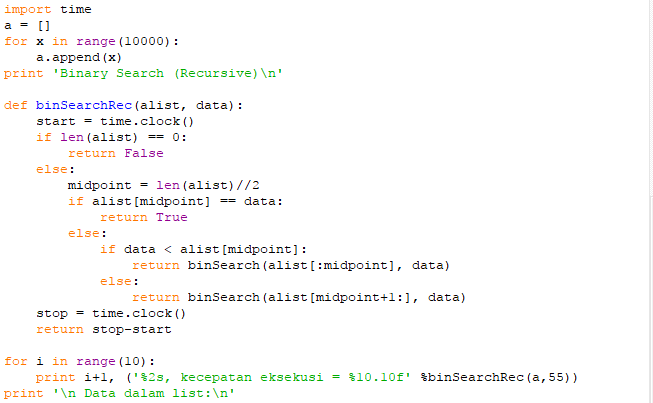 import time
a = []
for x in range(10000):
    a.append(x)
print 'Binary Search (Recursive)\n'

def binSearchRec(alist, data):
    start = time.clock()
    if len(alist) == 0:
        return False
    else:
        midpoint = len(alist)//2
        if alist[midpoint] == data:
            return True
        else:
            if data < alist[midpoint]:
                return binSearch(alist[:midpoint], data)
            else:
                return binSearch(alist[midpoint+1:], data)
    stop = time.clock()
    return stop-start

for i in range(10):
    print i+1, ('%2s, kecepatan eksekusi = %10.10f' %binSearchRec(a,55))
print '\n Data dalam list:\n'